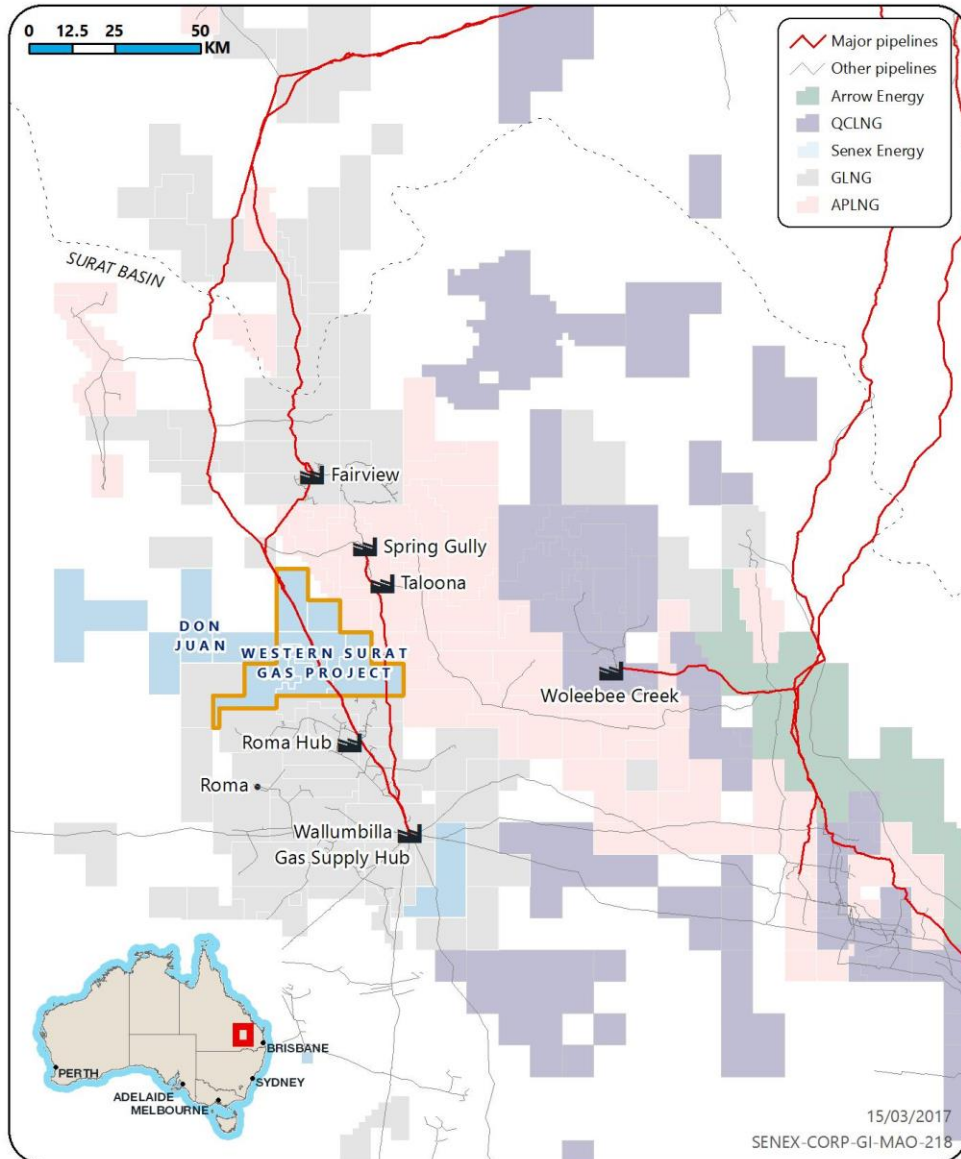 0 12.5 25 50
KM
Major pipelines
Other pipelines
Arrow Energy
QCLNG
Senex Energy
GLNG
APLNG
SURAT BASIN
Fairview
Spring Gully
Taloona
DON
JUAN
WESTERN SURAT
GAS PROJECT
Woleebee Creek
Roma Hub
Roma
Wallumbilla
Gas Supply Hub
BRISBANE
PERTH
SYDNEY
ADELAIDE
MELBOURNE
15/03/2017
SENEX-CORP-GI-MAO-218